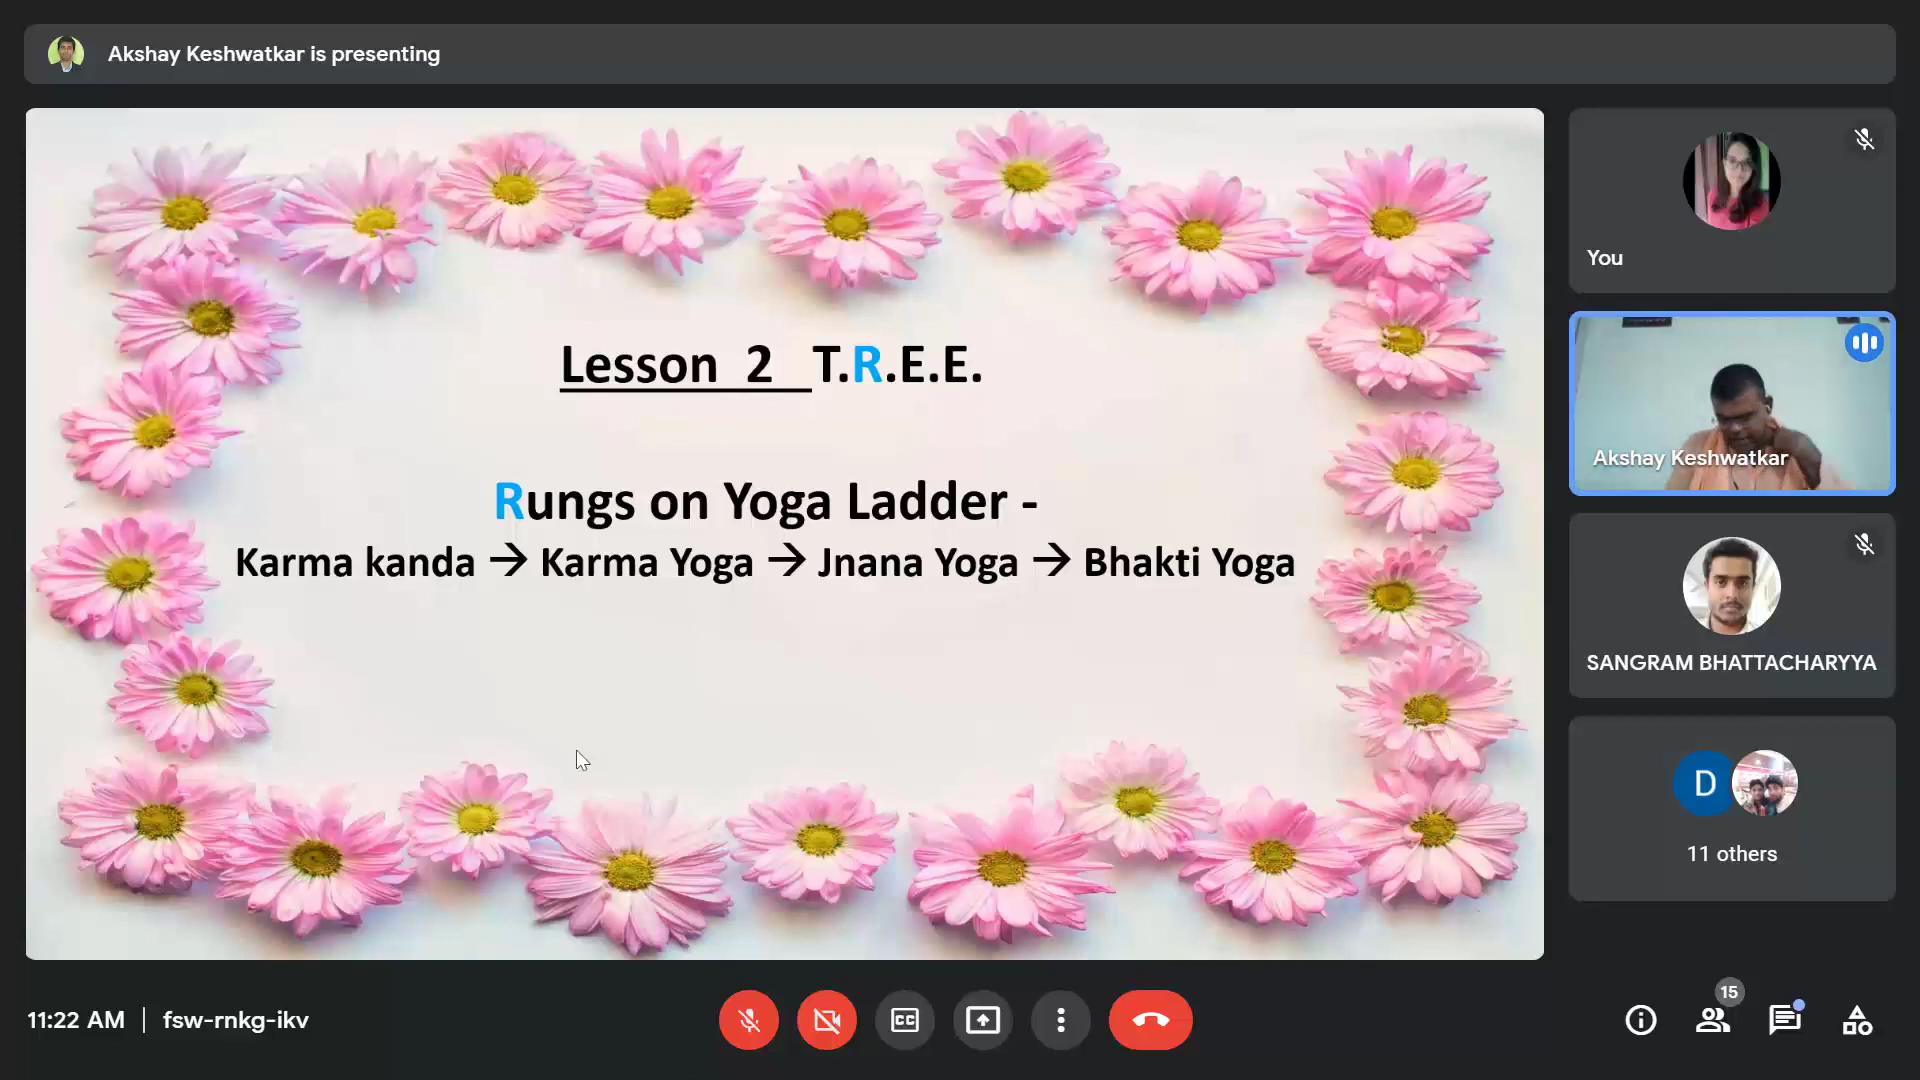 Akshay Keshwatkar is presenting
Lesson 2 T.R.E.E.
Rungs on Yoga Ladder -
Karma kanda → Karma Yoga → Jnana Yoga → Bhakti Yoga
You
Akshay Keshwatkar
SANGRAM BHATTACHARYYA
D
11 others
11:22 AM | fsw-rnkg-ikv
CC
15